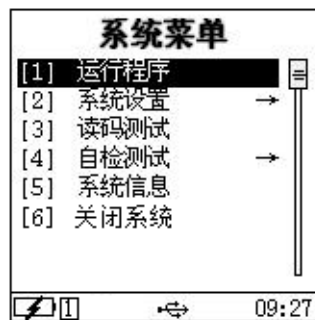 系统菜单
[1] 运行程序
[2] 系统设置 →
[3] 读码测试
[4] 自检测试 →
[5] 系统信息
[6] 关闭系统
1 09:27